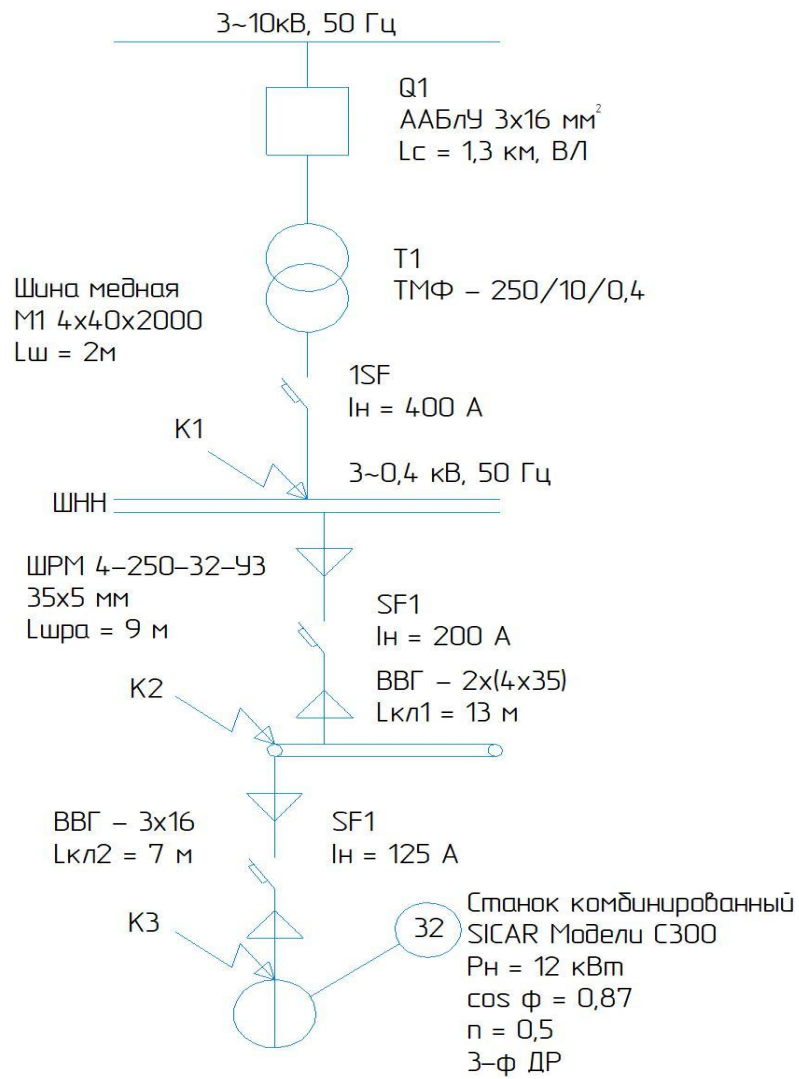 3~10кВ, 50 Гц
Q1
ААБлУ 3х16 мм²
Lс = 1,3 км, ВЛ
Т1
ТМФ – 250/10/0,4
Шина медная
М1 4х40х2000
Lш = 2м
1SF
Iн = 400 А
К1
3~0,4 кВ, 50 Гц
ШНН
ШРМ 4–250–32–У3
35х5 мм
Lшра = 9 м
SF1
Iн = 200 А
К2
ВВГ – 2х(4х35)
Lкл1 = 13 м
ВВГ – 3х16
Lкл2 = 7 м
SF1
Iн = 125 А
К3
32
Станок комбинированный
SICAR Модели С300
Рн = 12 кВт
cos ф = 0,87
n = 0,5
3–ф ДР